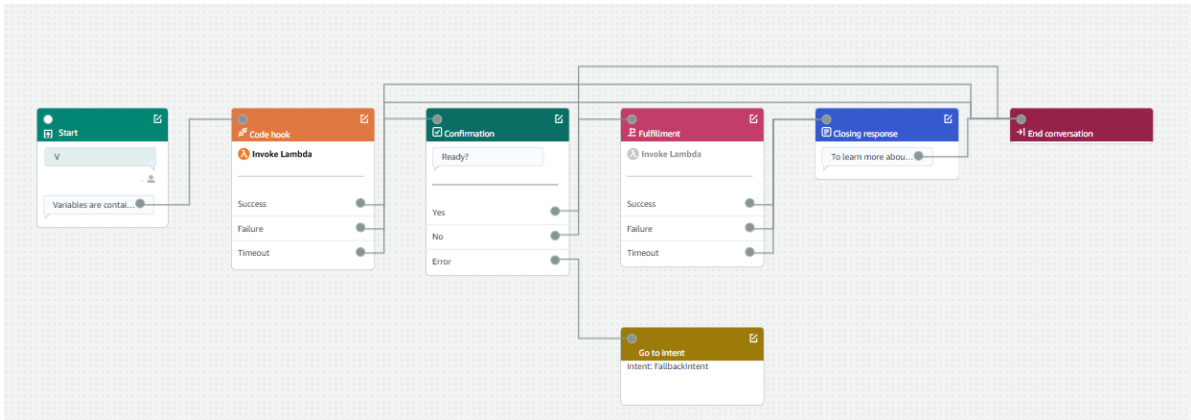 Start
V
Variables are contai...
Code hook
Invoke Lambda
Success
Failure
Timeout
Confirmation
Ready?
Yes
No
Error
Fulfillment
Invoke Lambda
Success
Failure
Timeout
Closing response
To learn more abou...
End conversation
Go to intent
Intent: FallbackIntent